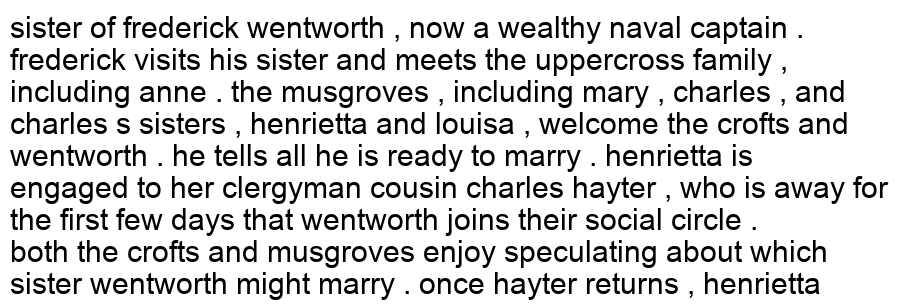 sister of frederick wentworth , now a wealthy naval captain .
frederick visits his sister and meets the uppercross family ,
including anne . the musgroves , including mary , charles , and
charles s sisters , henrietta and louisa , welcome the crofts and
wentworth . he tells all he is ready to marry . henrietta is
engaged to her clergyman cousin charles hayter , who is away for
the first few days that wentworth joins their social circle .
both the crofts and musgroves enjoy speculating about which
sister wentworth might marry . once hayter returns , henrietta